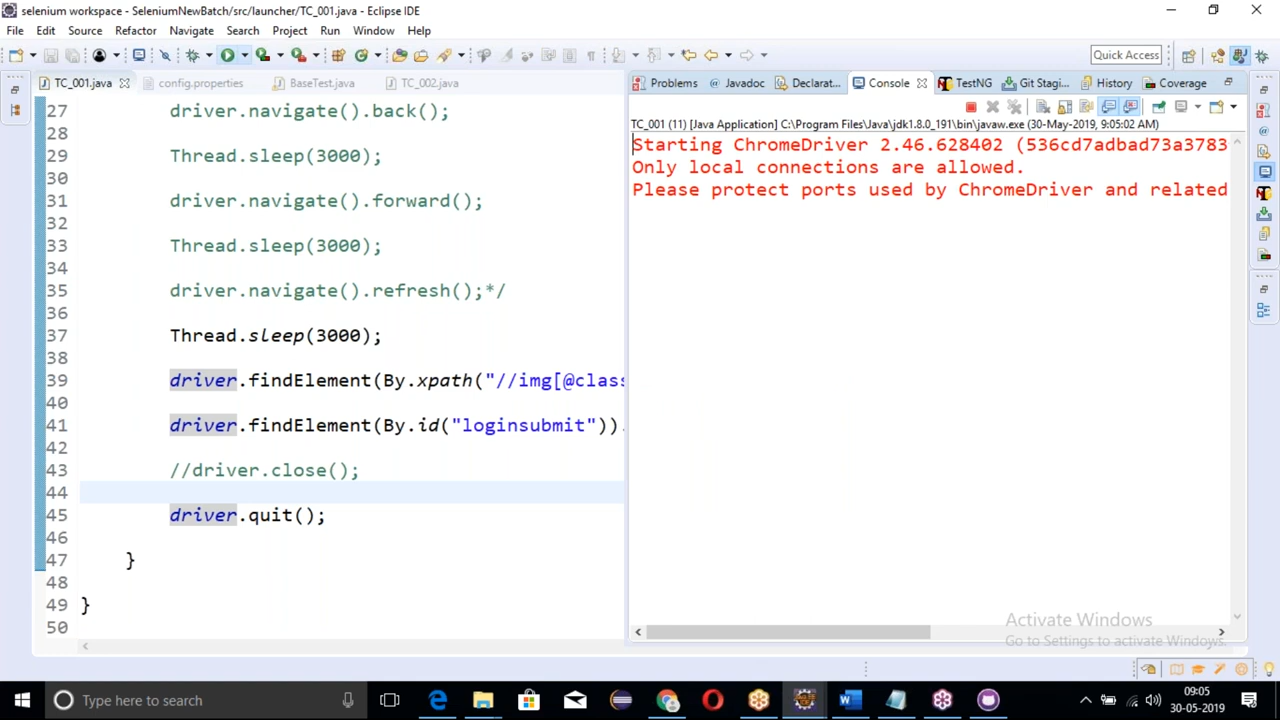 selenium workspace - SeleniumNewBatch/src/launcher/TC_001.java - Eclipse IDE
File Edit Source Refactor Navigate Search Project Run Window Help
Quick Access
TC_001.java config.properties BaseTest.java TC_002.java
Problems Javadoc Declarat... Console TestNG Git Stagi... History Coverage
TC_001 (11) [Java Application] C:\Program Files\Java\jdk1.8.0_191\bin\javaw.exe (30-May-2019, 9:05:02 AM)
Starting ChromeDriver 2.46.628402 (536cd7adbad73a3783
Only local connections are allowed.
Please protect ports used by ChromeDriver and related
27 driver.navigate().back();
28
29 Thread.sleep(3000);
30
31 driver.navigate().forward();
32
33 Thread.sleep(3000);
34
35 driver.navigate().refresh();*/
36
37 Thread.sleep(3000);
38
39 driver.findElement(By.xpath("//img[@class
40
41 driver.findElement(By.id("loginsubmit")).
42
43 //driver.close();
44
45 driver.quit();
46
47 }
48
49 }
50
Activate Windows
Go to Settings to activate Windows.
Type here to search
09:05
30-05-2019